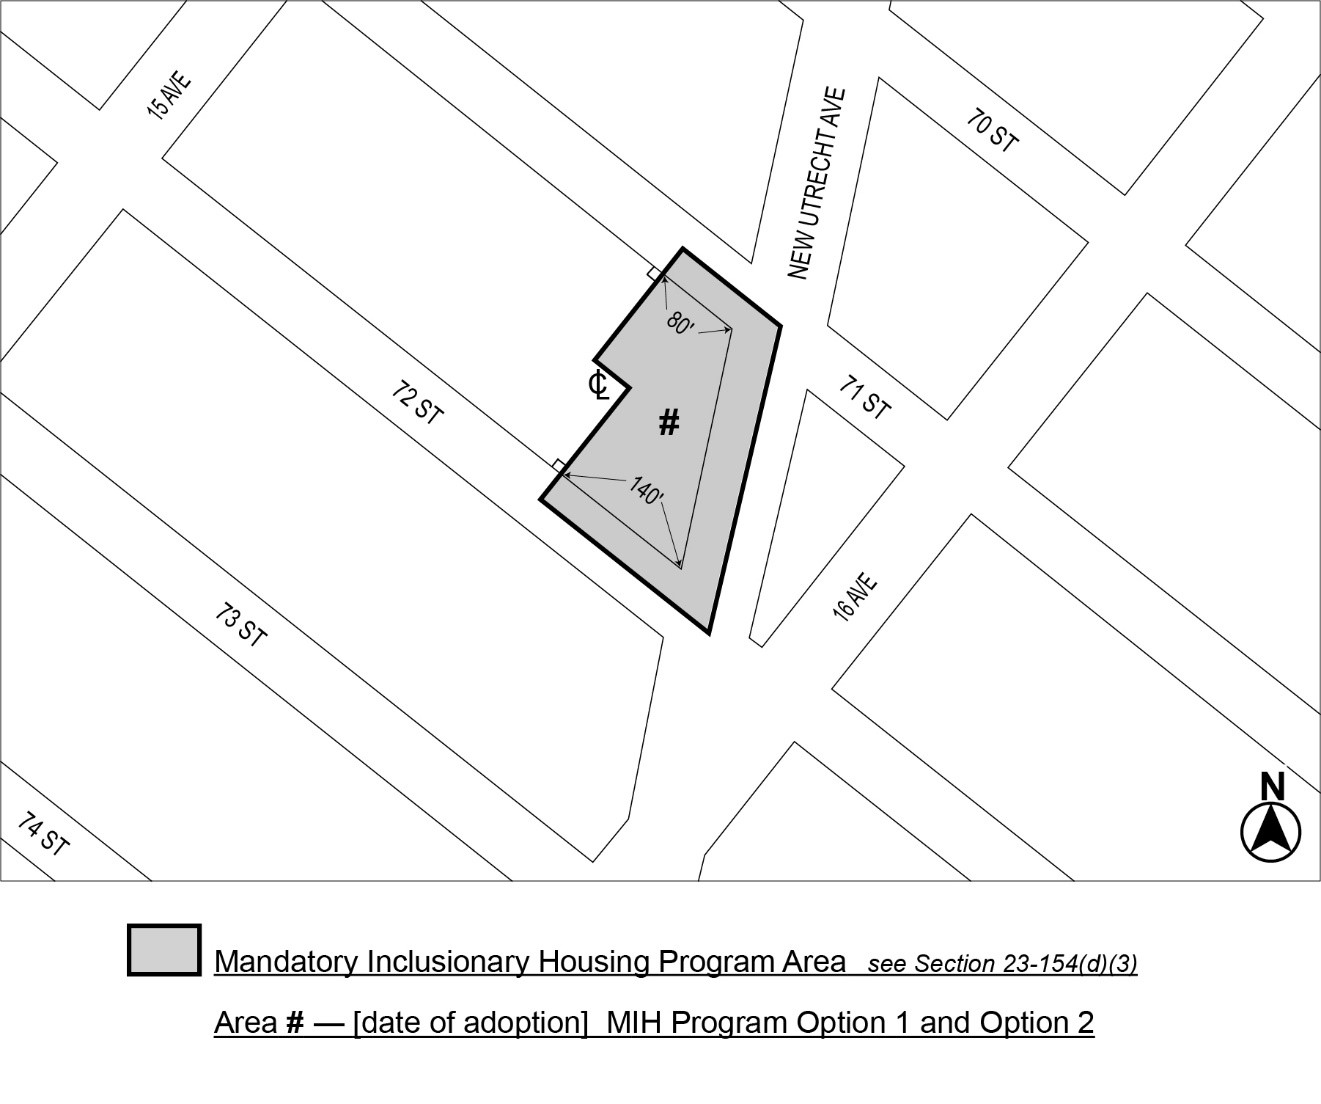 15 AVE
NEW UTRECHT AVE
70 ST
80'
72 ST
℄
#
71 ST
140'
16 AVE
73 ST
74 ST
N
Mandatory Inclusionary Housing Program Area see Section 23-154(d)(3)
Area # — [date of adoption] MIH Program Option 1 and Option 2